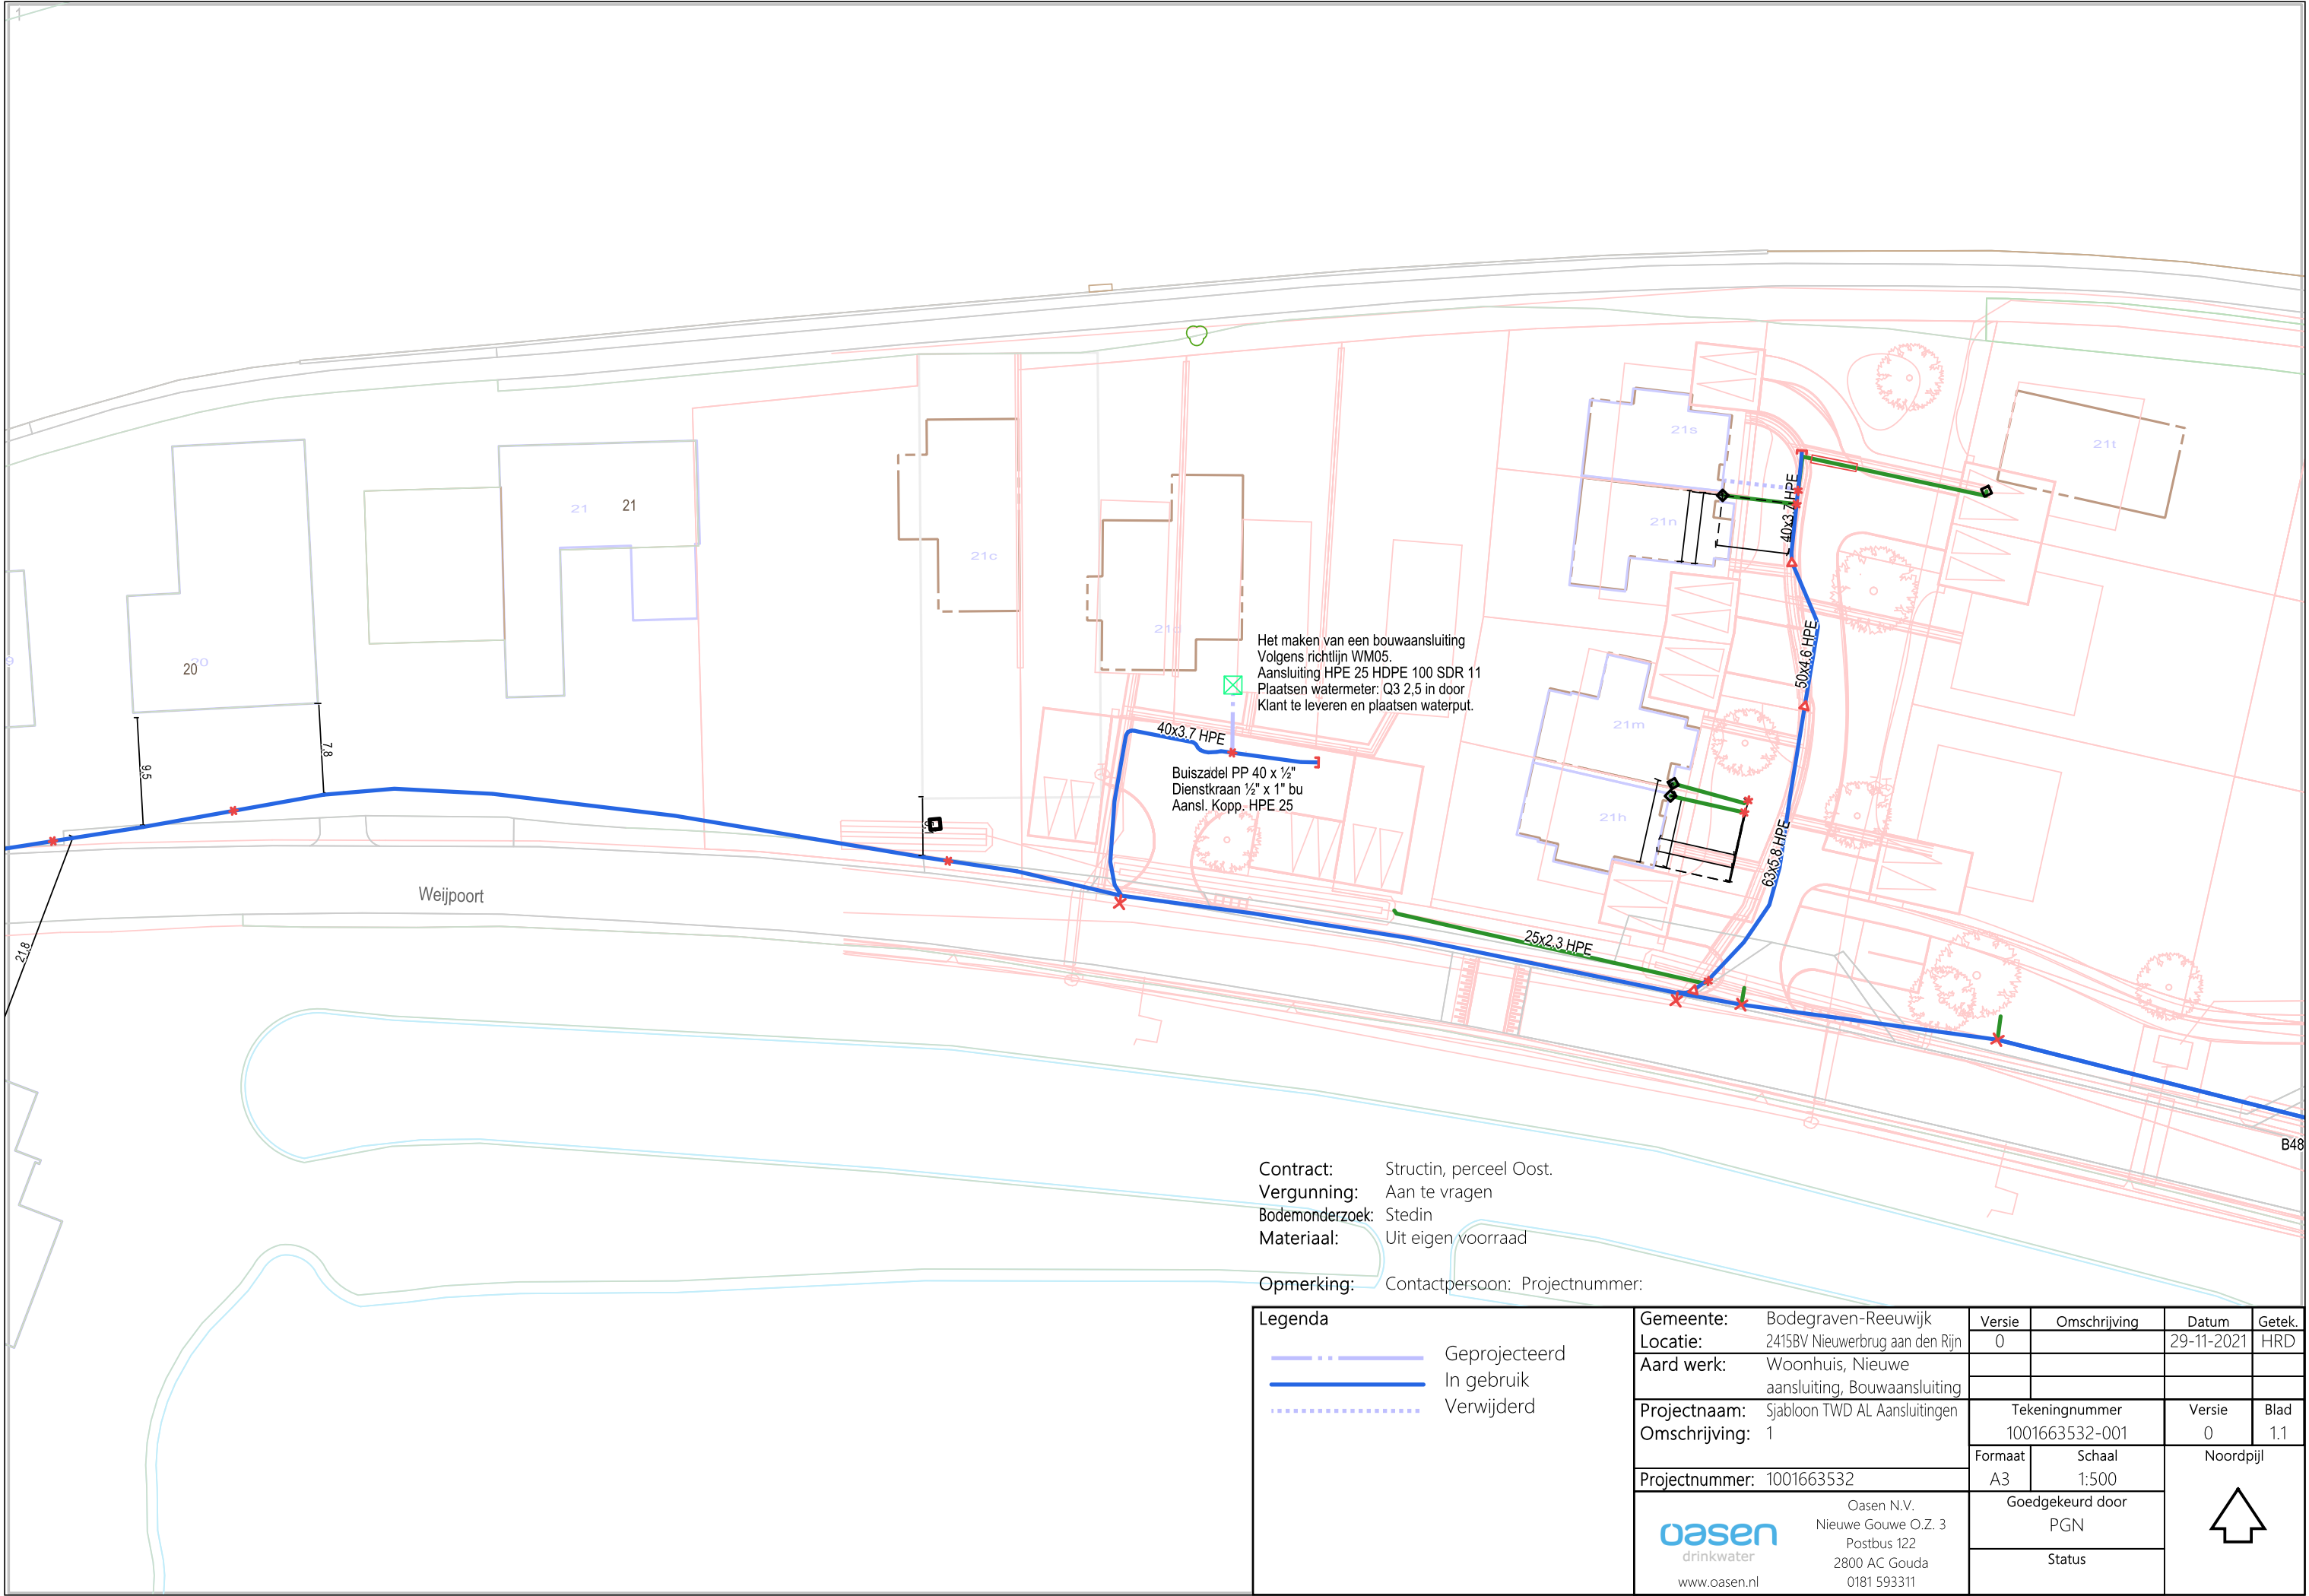 1
21s
21t
21
21
21n
21c
40x3.7 HPE
20
20
9
21m
21h
50x4.6 HPE
63x5.8 HPE
Het maken van een bouwaansluiting
Volgens richtlijn WM05.
Aansluiting HPE 25 HDPE 100 SDR 11
Plaatsen watermeter: Q3 2,5 in door
Klant te leveren en plaatsen waterput.
40x3.7 HPE
7,8
9,5
Buiszadel PP 40 x ½"
Dienstkraan ½" x 1" bu
Aansl. Kopp. HPE 25
Weijpoort
21,8
25x2.3 HPE
B48
Contract: Structin, perceel Oost.
Vergunning: Aan te vragen
Bodemonderzoek: Stedin
Materiaal: Uit eigen voorraad
Opmerking: Contactpersoon: Projectnummer:
Legenda
Geprojecteerd
In gebruik
Verwijderd
Gemeente: Bodegraven-Reeuwijk
Locatie: 2415BV Nieuwerbrug aan den Rijn
Aard werk: Woonhuis, Nieuwe
aansluiting, Bouwaansluiting
Projectnaam: Sjabloon TWD AL Aansluitingen
Omschrijving: 1
Projectnummer: 1001663532
Versie Omschrijving Datum Getek.
0 29-11-2021 HRD
Tekeningnummer Versie Blad
1001663532-001 0 1.1
Formaat Schaal Noordpijl
A3 1:500
Goedgekeurd door
PGN
Status
oasen
drinkwater
www.oasen.nl
Oasen N.V.
Nieuwe Gouwe O.Z. 3
Postbus 122
2800 AC Gouda
0181 593311